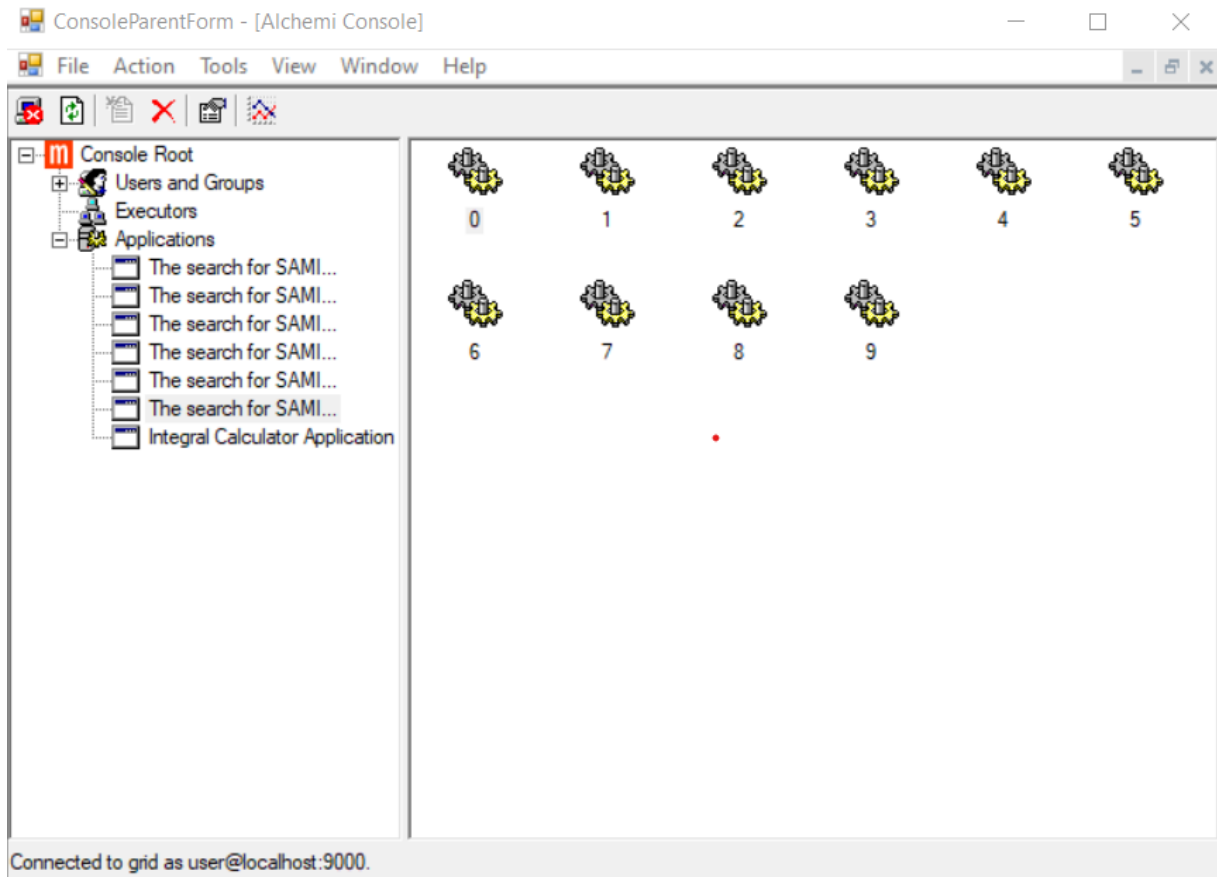 ConsoleParentForm - [Alchemi Console]
File Action Tools View Window Help
Console Root
Users and Groups
Executors
Applications
The search for SAMI...
The search for SAMI...
The search for SAMI...
The search for SAMI...
The search for SAMI...
The search for SAMI...
Integral Calculator Application
0 1 2 3 4 5
6 7 8 9
Connected to grid as user@localhost:9000.